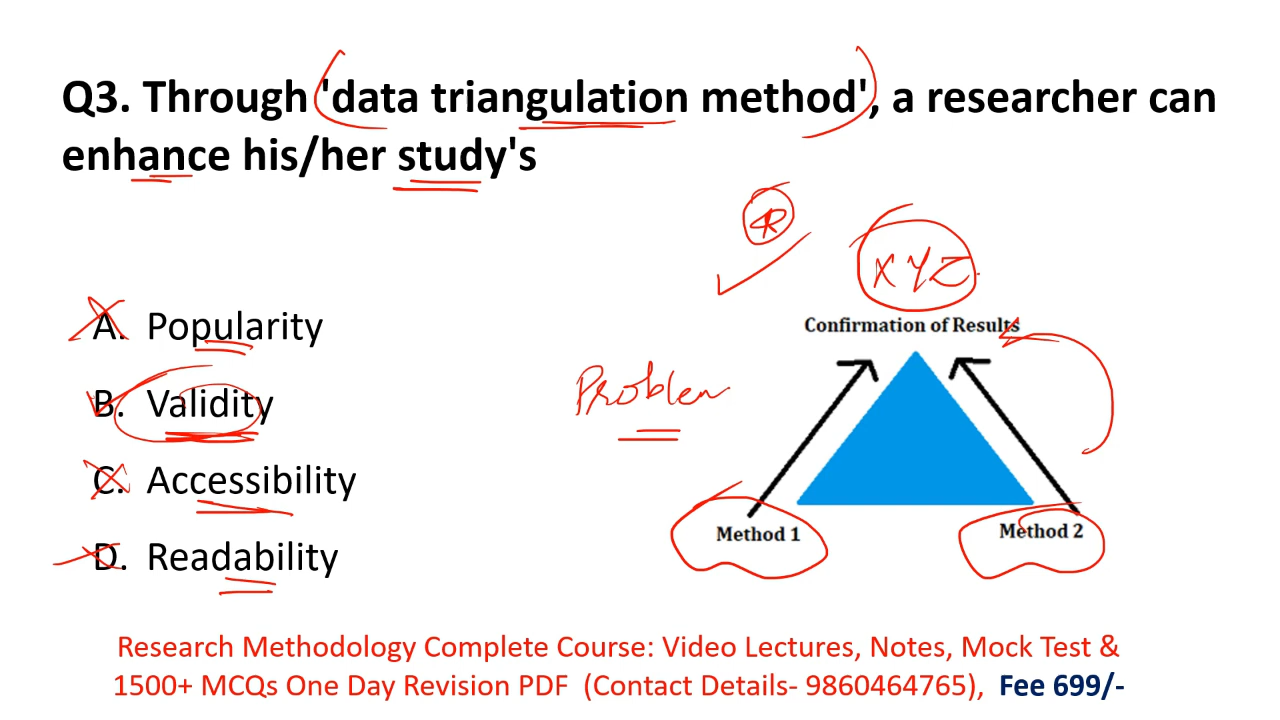 Q3. Through 'data triangulation method', a researcher can
enhance his/her study's
R
XYZ
A. Popularity
Confirmation of Results
B. Validity
Problem
C. Accessibility
Method 1
Method 2
D. Readability
Research Methodology Complete Course: Video Lectures, Notes, Mock Test &
1500+ MCQs One Day Revision PDF (Contact Details- 9860464765), Fee 699/-